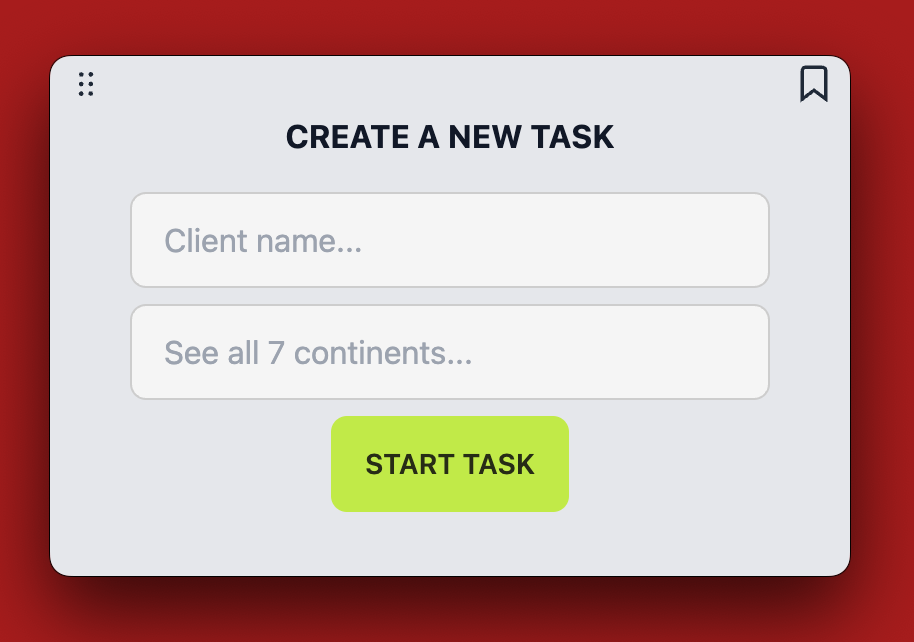 CREATE A NEW TASK
Client name...
See all 7 continents...
START TASK